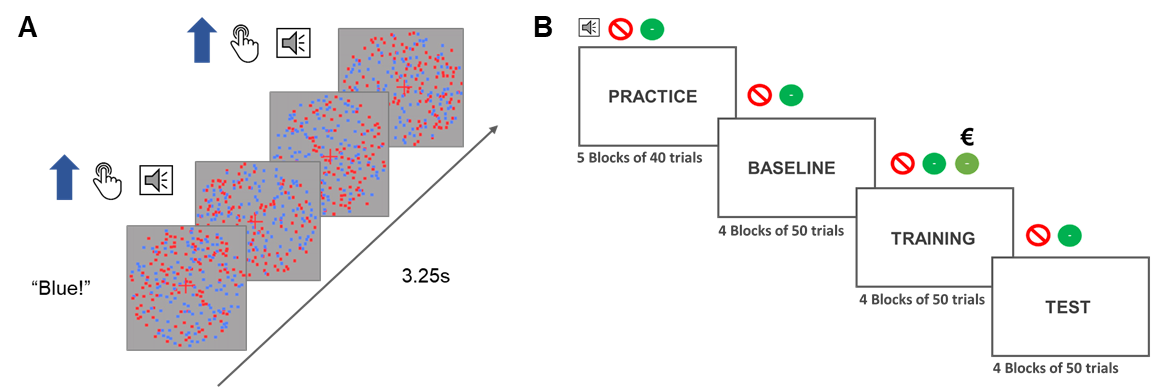 A
"Blue!"
3.25s
B
PRACTICE
5 Blocks of 40 trials
BASELINE
4 Blocks of 50 trials
€
TRAINING
4 Blocks of 50 trials
TEST
4 Blocks of 50 trials